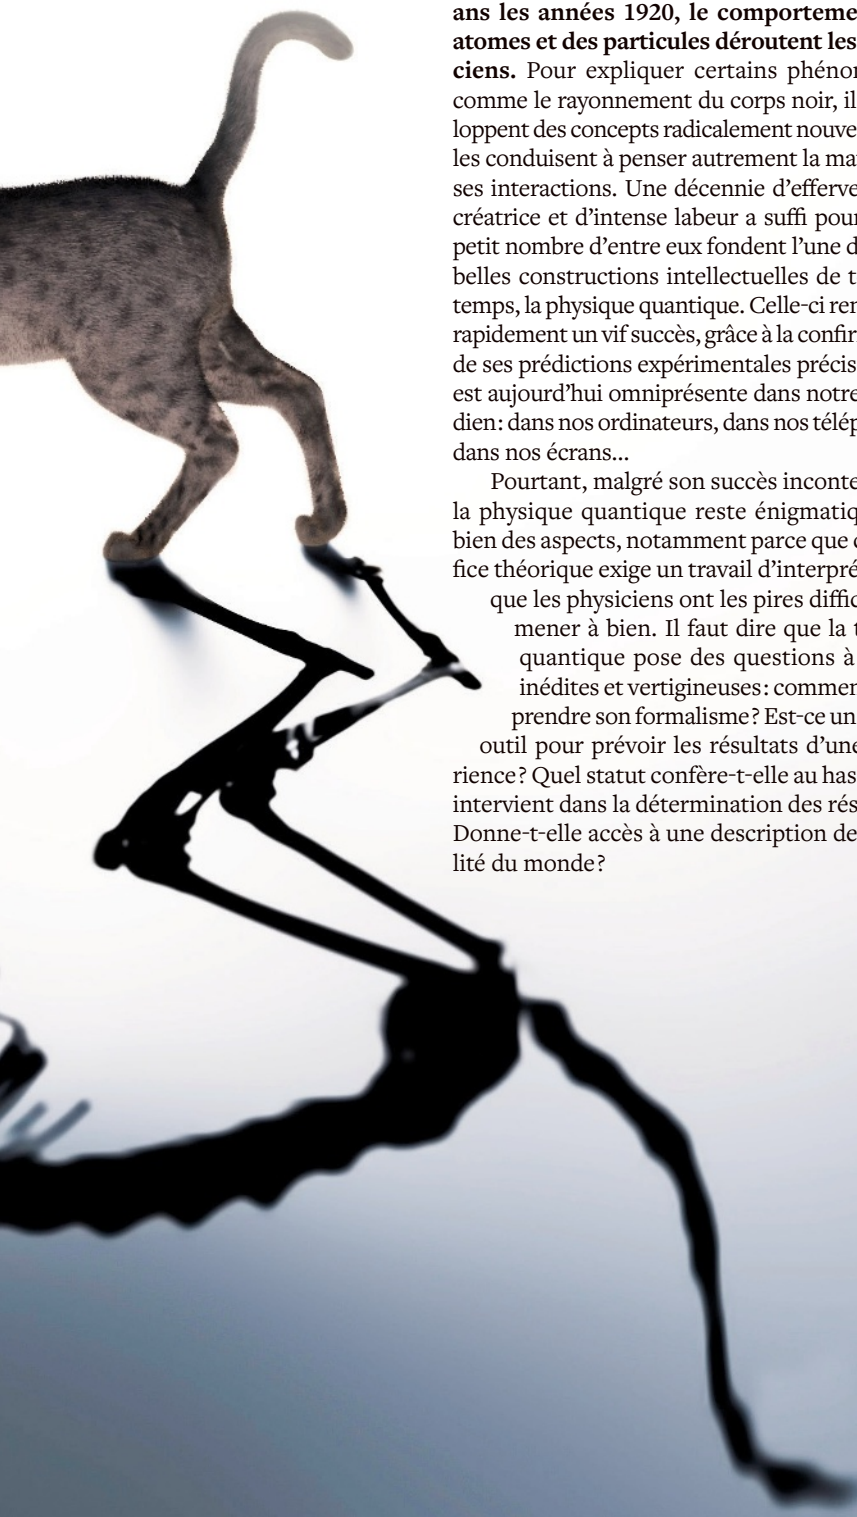 ans les années 1920, le comporteme
atomes et des particules déroutent les
ciens. Pour expliquer certains phénor
comme le rayonnement du corps noir, il
loppent des concepts radicalement nouve
les conduisent à penser autrement la ma
ses interactions. Une décennie d’efferve
créatrice et d’intense labeur a suffi pour
petit nombre d’entre eux fondent l’une d
belles constructions intellectuelles de t
temps, la physique quantique. Celle-ci ren
rapidement un vif succès, grâce à la confir
de ses prédictions expérimentales précis
est aujourd’hui omniprésente dans notre
dien : dans nos ordinateurs, dans nos télép
dans nos écrans…
Pourtant, malgré son succès inconte
la physique quantique reste énigmatiq
bien des aspects, notamment parce que c
fice théorique exige un travail d’interpré
que les physiciens ont les pires diffic
mener à bien. Il faut dire que la t
quantique pose des questions à
inédites et vertigineuses : commen
prendre son formalisme ? Est-ce un
outil pour prévoir les résultats d’une
rience ? Quel statut confère-t-elle au has
intervient dans la détermination des rés
Donne-t-elle accès à une description de
lité du monde ?